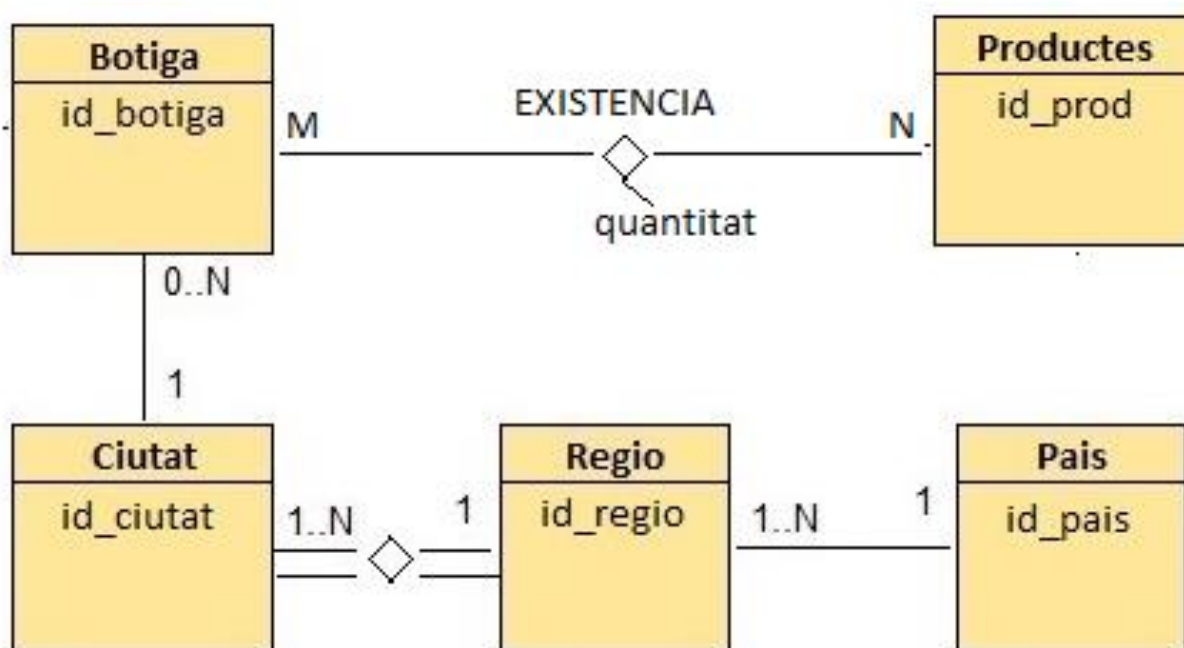 Botiga
id_botiga
M
EXISTENCIA
N
quantitat
Productes
id_prod
0..N
1
Ciutat
id_ciutat
1..N
1
Regio
id_regio
1..N
1
Pais
id_pais